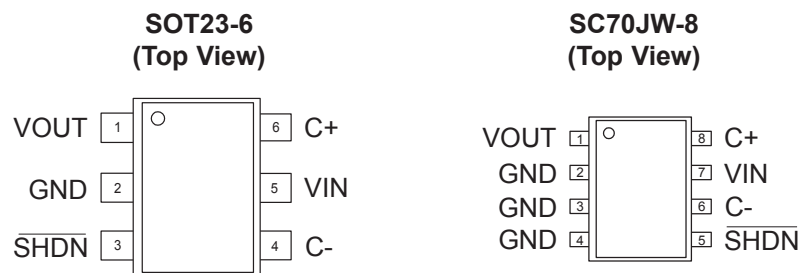 SOT23-6
(Top View)
VOUT 1 6 C+
GND 2 5 VIN
SHDN 3 4 C-
SC70JW-8
(Top View)
VOUT 1 8 C+
GND 2 7 VIN
GND 3 6 C-
GND 4 5 SHDN